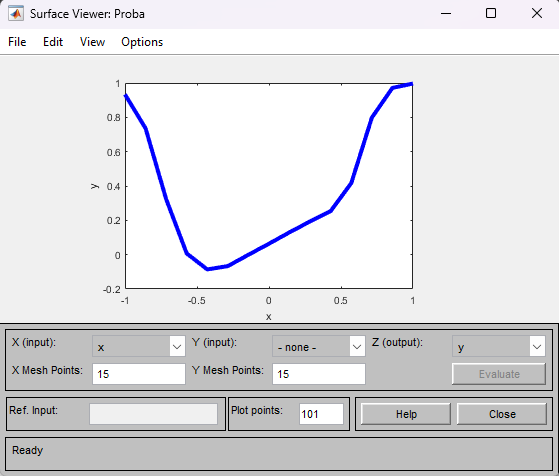 Surface Viewer: Proba
File Edit View Options
1
0.8
0.6
0.4
0.2
0
-0.2
y
-1 -0.5 0 0.5 1
x
X (input): x Y (input): - none - Z (output): y
X Mesh Points: 15 Y Mesh Points: 15 Evaluate
Ref. Input: Plot points: 101 Help Close
Ready